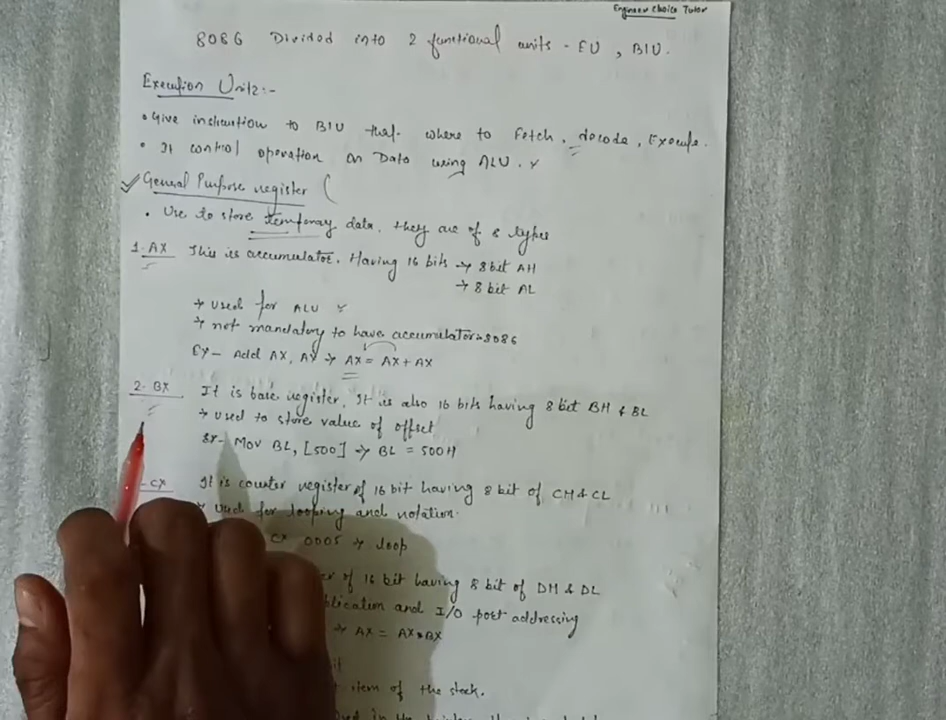 Engineer Choice Tutor
8086 Divided into 2 functional units - EU, BIU.
Execution Unit:-
• Give instruction to BIU that where to Fetch, decode, Execute.
• It control operation on Data using ALU.
General Purpose register (
• Use to store temporary data. they are of 8 types
1. AX This is accumulator. Having 16 bits → 8 bit AH
→ 8 bit AL
→ used for ALU
→ not mandatory to have accumulator in 8086
Ex- Add AX, AX → AX = AX + AX
2- BX It is base register. It is also 16 bits having 8 bit BH & BL
→ used to store value of offset
Ex- Mov BL, [500] → BL = 500H
-CX It is counter register of 16 bit having 8 bit of CH & CL
→ used for looping and rotation.
CX 0005 → loop
of 16 bit having 8 bit of DH & DL
and I/O port addressing
→ AX = AX * BX
item of the stack.